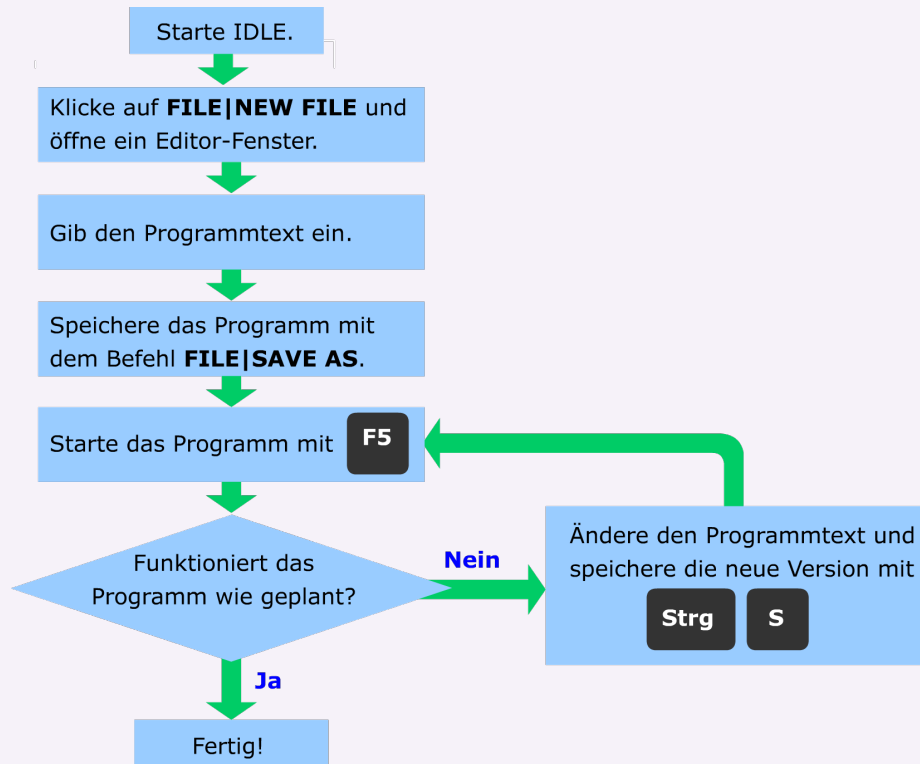 Starte IDLE.
Klicke auf FILE|NEW FILE und
öffne ein Editor-Fenster.
Gib den Programmtext ein.
Speichere das Programm mit
dem Befehl FILE|SAVE AS.
Starte das Programm mit F5
Funktioniert das
Programm wie geplant?
Nein
Ändere den Programmtext und
speichere die neue Version mit
Strg S
Ja
Fertig!